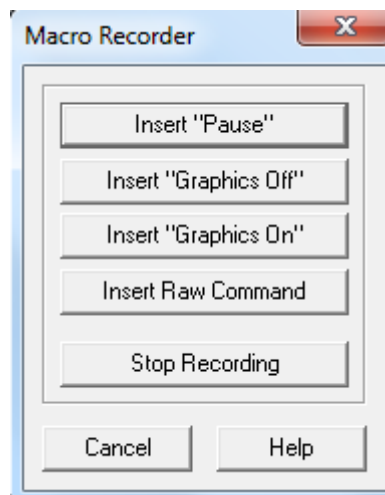 Macro Recorder
Insert "Pause"
Insert "Graphics Off"
Insert "Graphics On"
Insert Raw Command
Stop Recording
Cancel Help